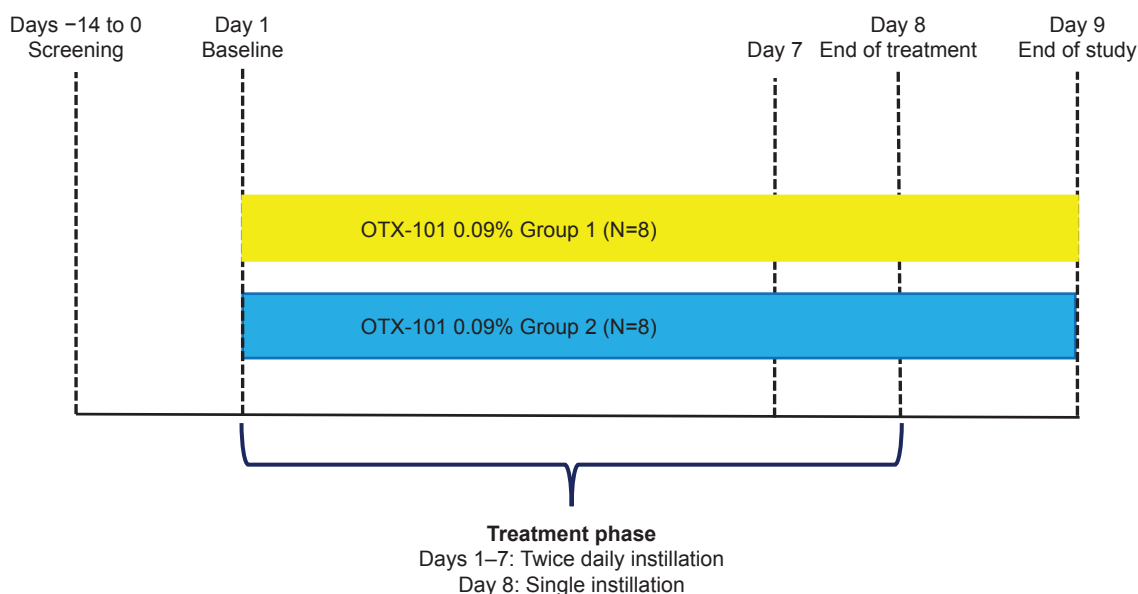 Days −14 to 0
Screening
Day 1
Baseline
Day 7
Day 8
End of treatment
Day 9
End of study
OTX-101 0.09% Group 1 (N=8)
OTX-101 0.09% Group 2 (N=8)
Treatment phase
Days 1–7: Twice daily instillation
Day 8: Single instillation